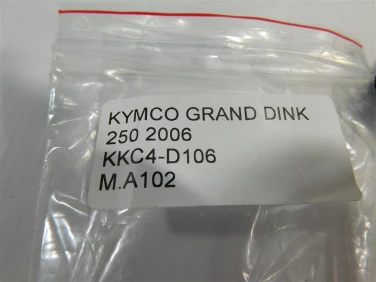 KYMCO GRAND DINK
250 2006
KKC4-D106
M.A102